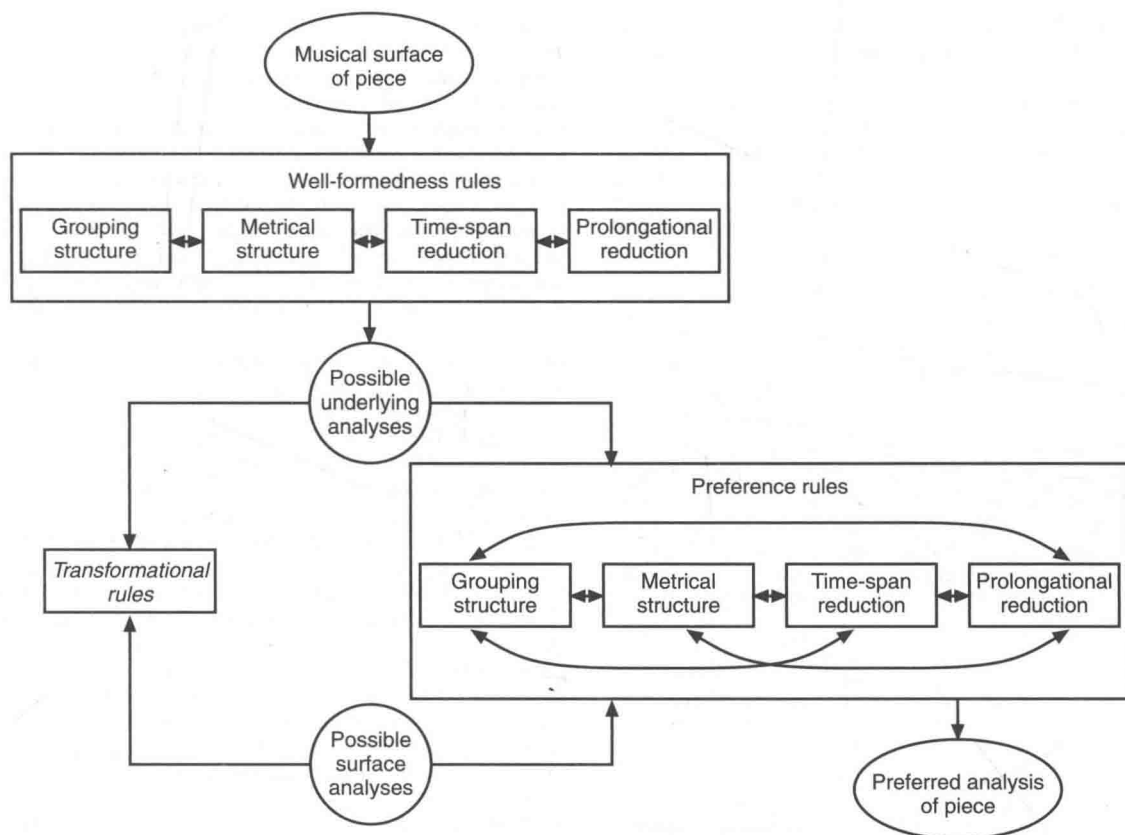 Musical surface
of piece
Well-formedness rules
Grouping
structure
Metrical
structure
Time-span
reduction
Prolongational
reduction
Possible
underlying
analyses
Preference rules
Transformational
rules
Grouping
structure
Metrical
structure
Time-span
reduction
Prolongational
reduction
Possible
surface
analyses
Preferred analysis
of piece